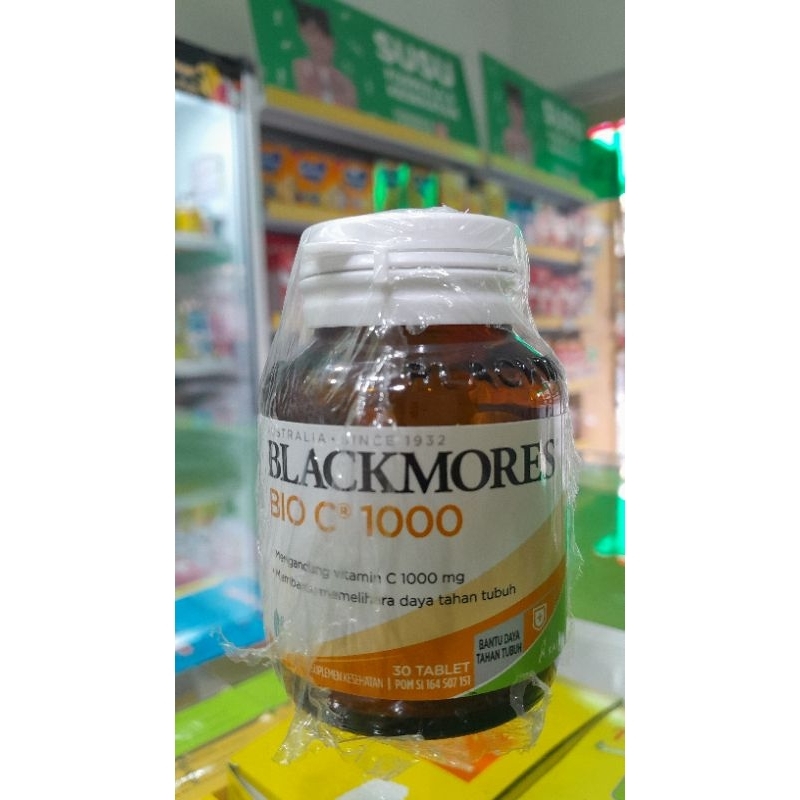 SUSU
AUSTRALIA • SINCE 1932
BLACKMORES
BIO C® 1000
• Mengandung vitamin C 1000 mg
• Membantu memelihara daya tahan tubuh
BANTU DAYA
TAHAN TUBUH
30 TABLET
SUPLEMEN KESEHATAN | POM SI 164 507 151